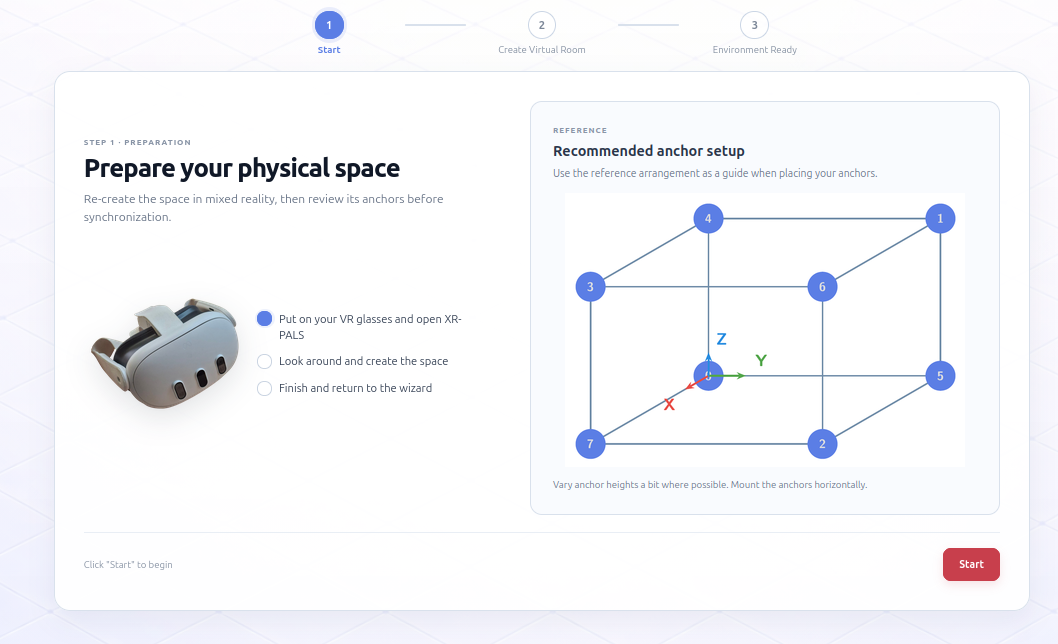 1
2
3
Start
Create Virtual Room
Environment Ready
STEP 1 · PREPARATION
Prepare your physical space
Re-create the space in mixed reality, then review its anchors before
synchronization.
Put on your VR glasses and open XR-
PALS
Look around and create the space
Finish and return to the wizard
REFERENCE
Recommended anchor setup
Use the reference arrangement as a guide when placing your anchors.
4
1
3
6
Z
Y
5
X
7
2
Vary anchor heights a bit where possible. Mount the anchors horizontally.
Click "Start" to begin
Start